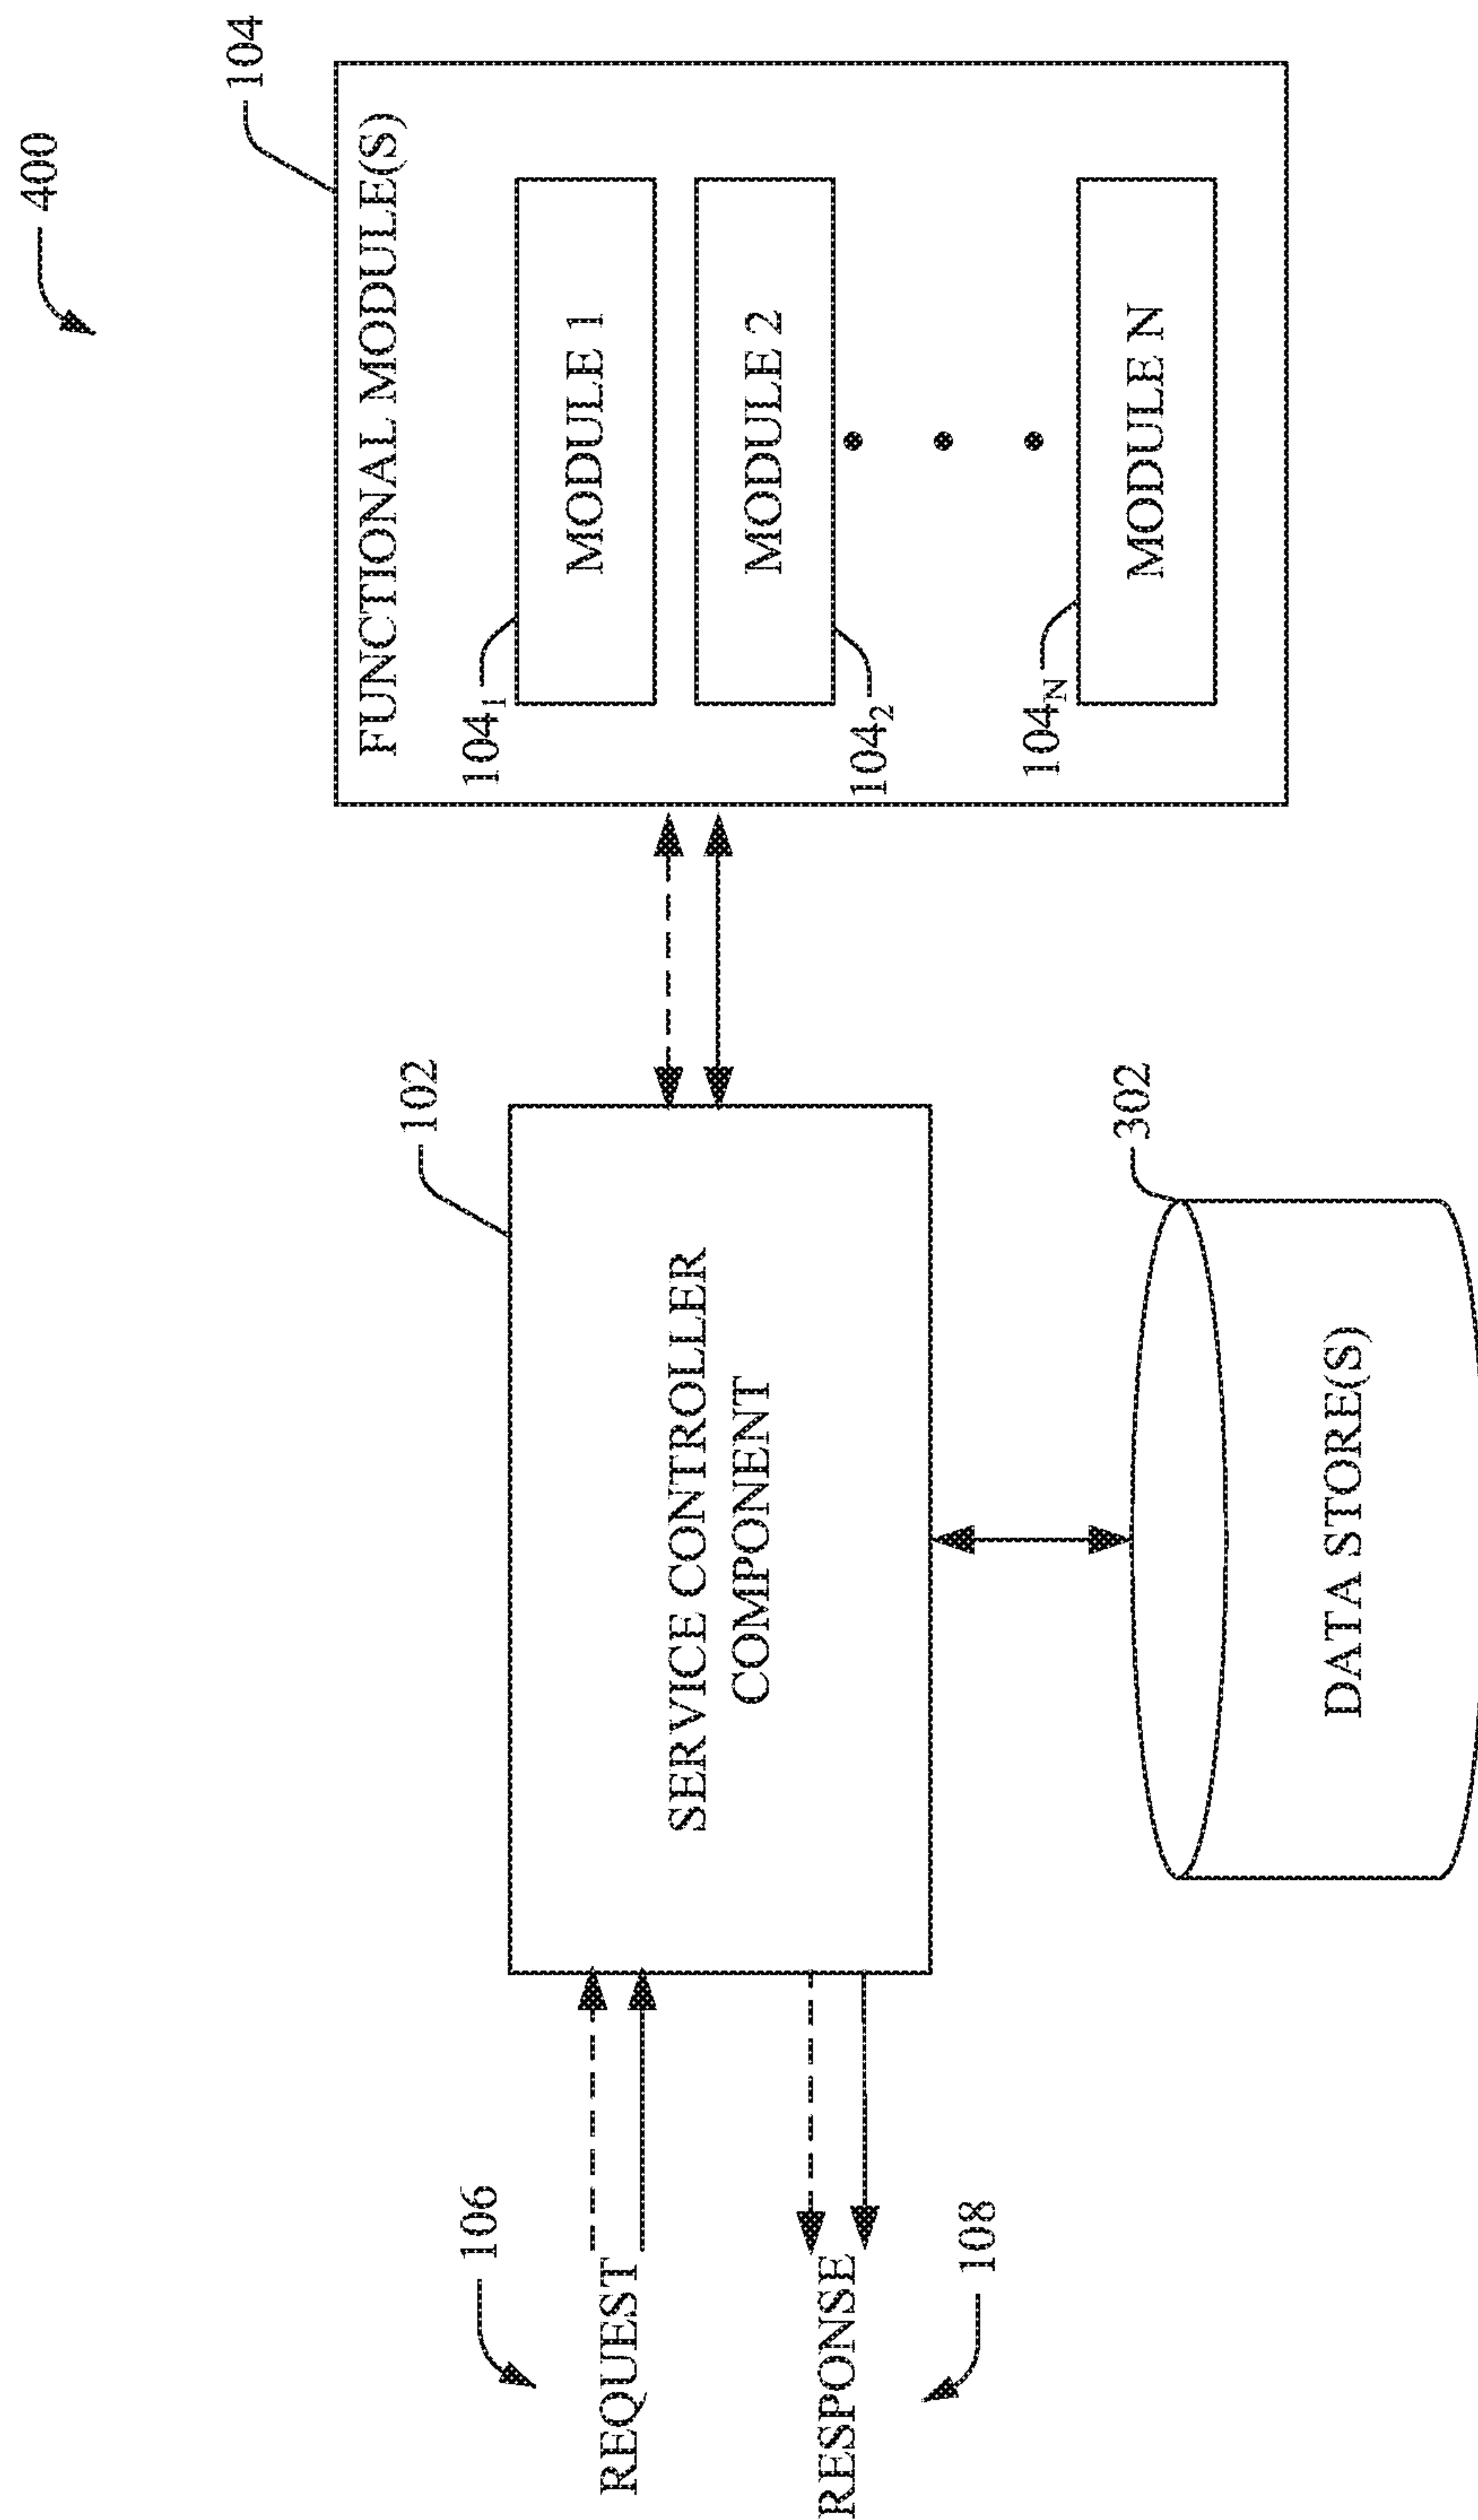 400
104
FUNCTIONAL MODULE(S)
104₁
MODULE 1
MODULE 2
104₂
104ₙ
MODULE N
102
SERVICE CONTROLLER
COMPONENT
302
DATA STORE(S)
106
REQUEST
RESPONSE
108